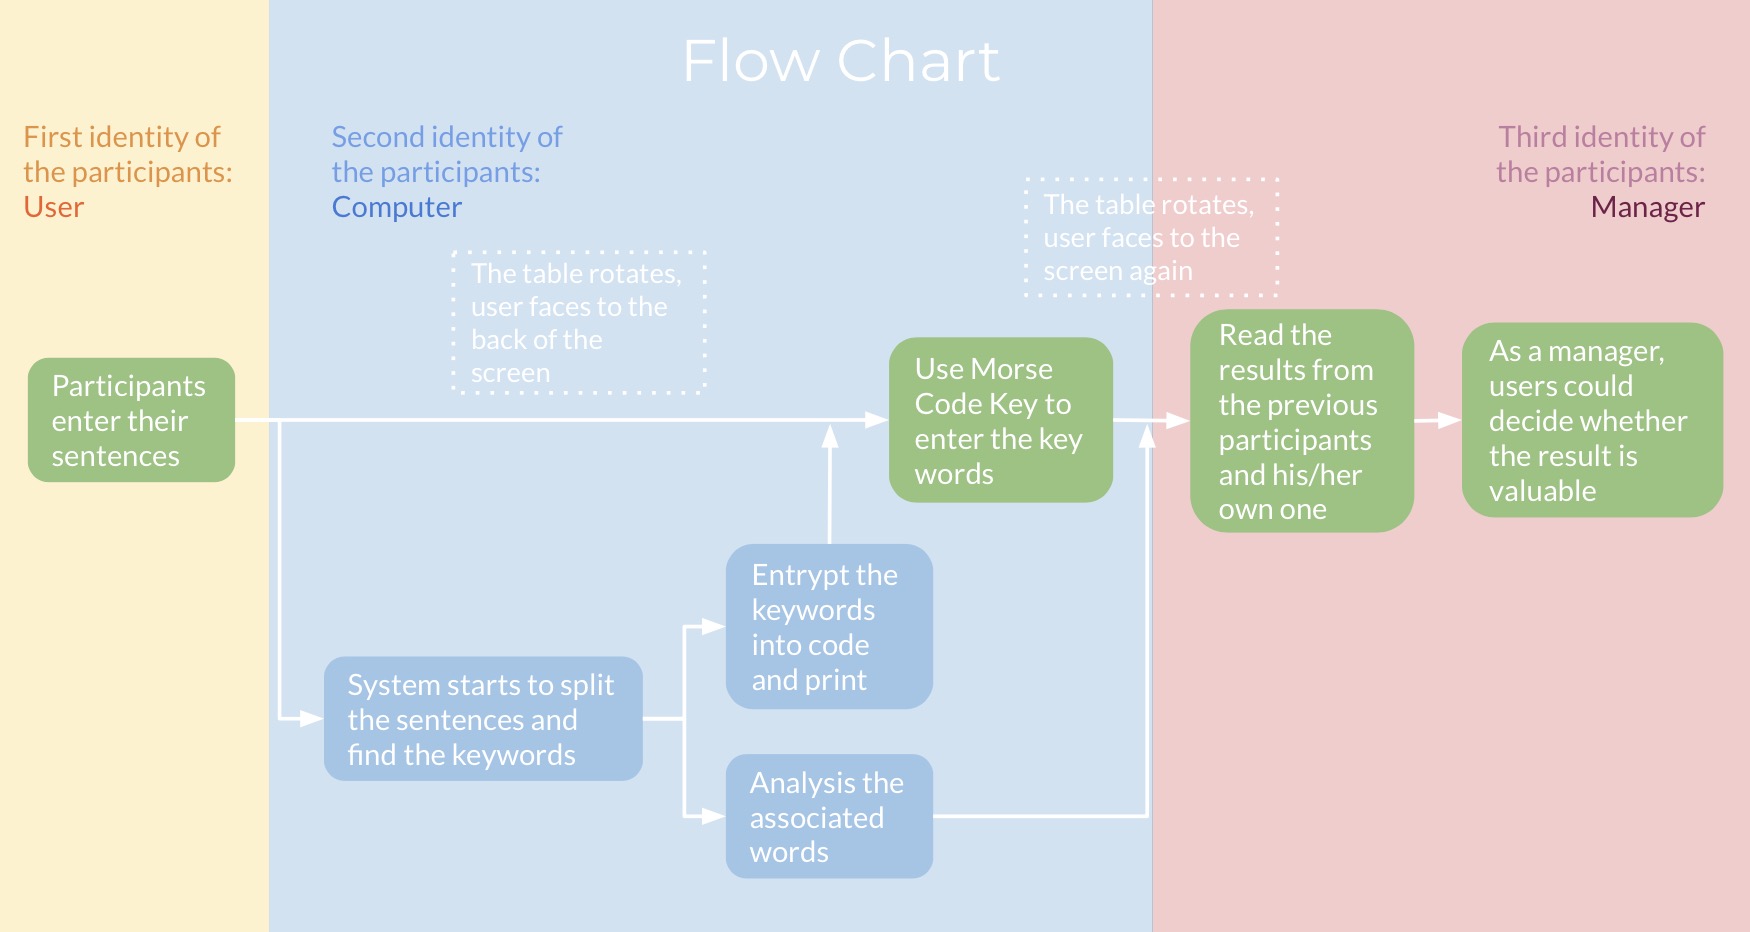 Flow Chart
First identity of
the participants:
User
Second identity of
the participants:
Computer
Third identity of
the participants:
Manager
The table rotates,
user faces to the
back of the
screen
The table rotates,
user faces to the
screen again
Participants
enter their
sentences
Use Morse
Code Key to
enter the key
words
Read the
results from
the previous
participants
and his/her
own one
As a manager,
users could
decide whether
the result is
valuable
System starts to split
the sentences and
find the keywords
Entrypt the
keywords
into code
and print
Analysis the
associated
words